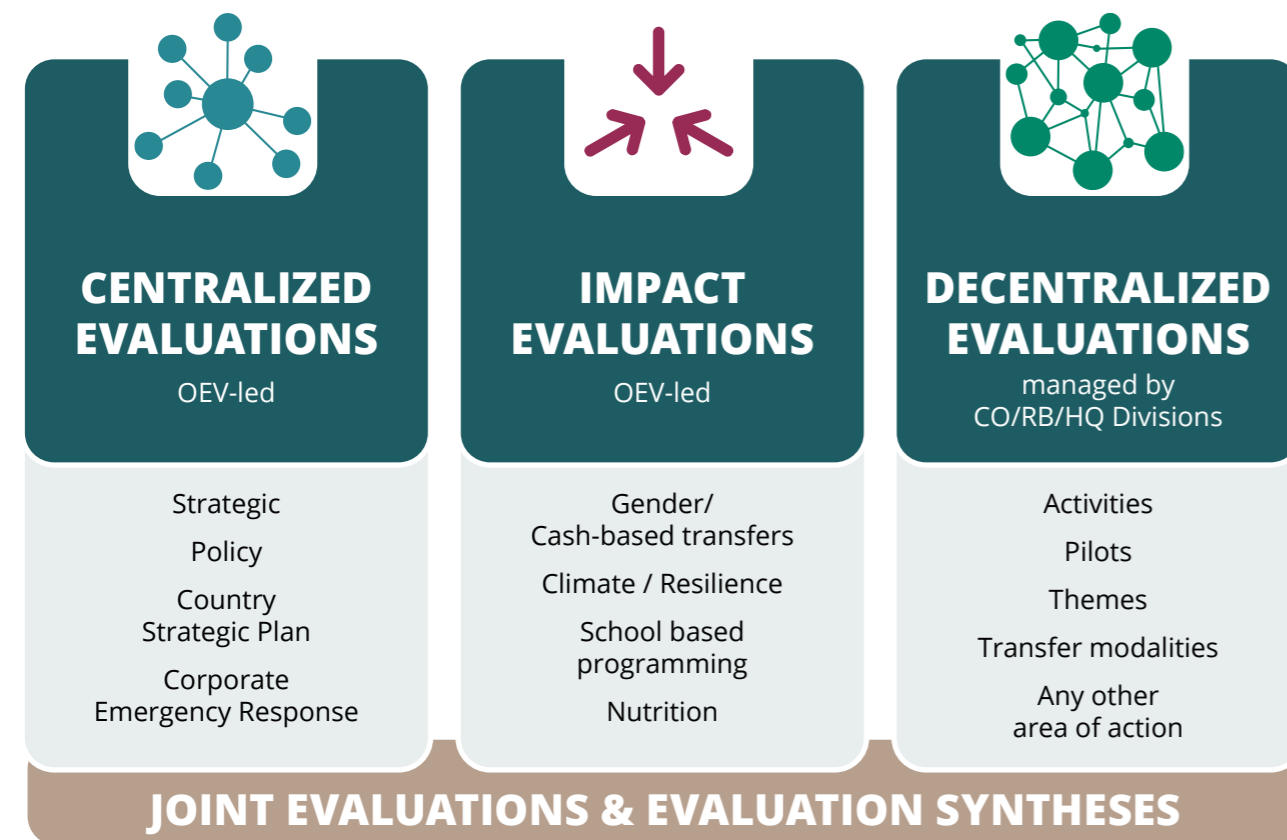 CENTRALIZED
EVALUATIONS
OEV-led
Strategic
Policy
Country
Strategic Plan
Corporate
Emergency Response
IMPACT
EVALUATIONS
OEV-led
Gender/
Cash-based transfers
Climate / Resilience
School based
programming
Nutrition
DECENTRALIZED
EVALUATIONS
managed by
CO/RB/HQ Divisions
Activities
Pilots
Themes
Transfer modalities
Any other
area of action
JOINT EVALUATIONS & EVALUATION SYNTHESES